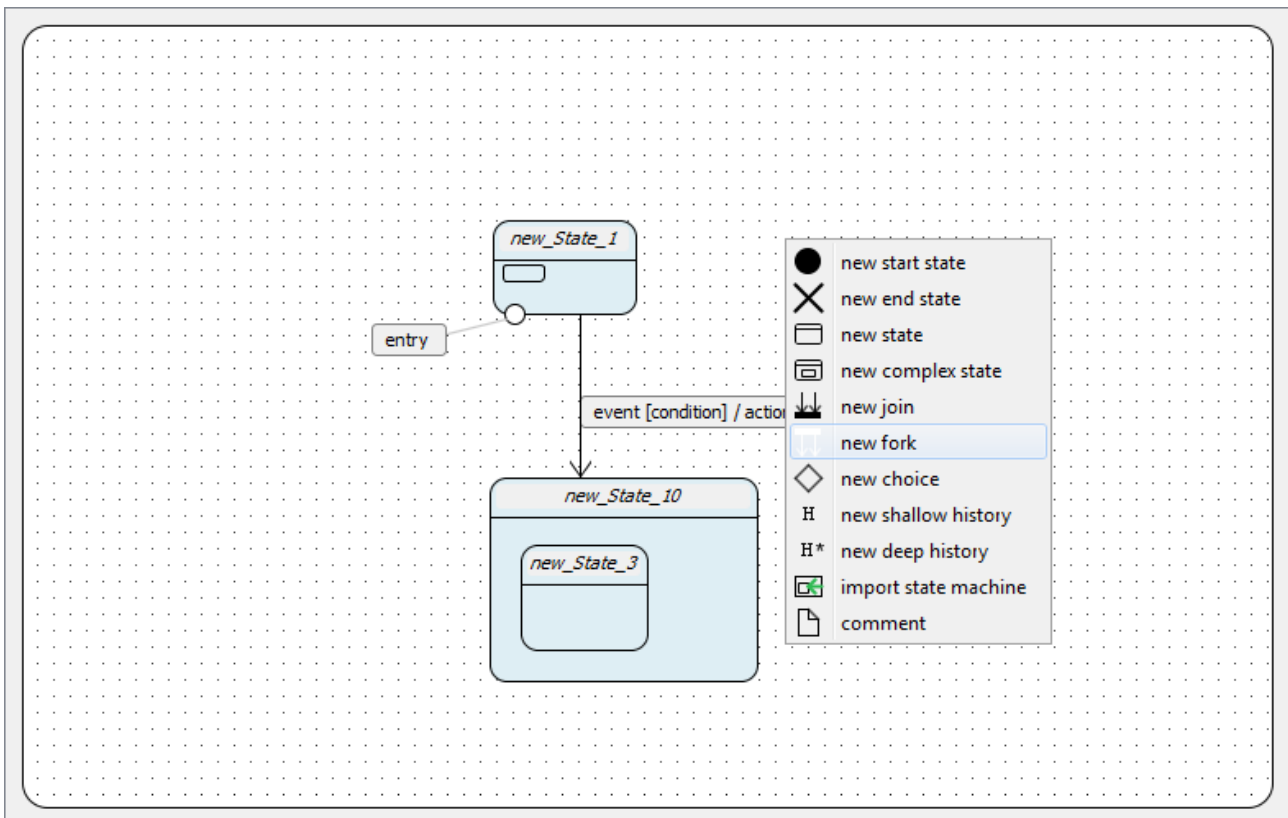 new_State_1
entry
event [condition] / action
new_State_10
new_State_3
new start state
new end state
new state
new complex state
new join
new fork
new choice
H new shallow history
H* new deep history
import state machine
comment